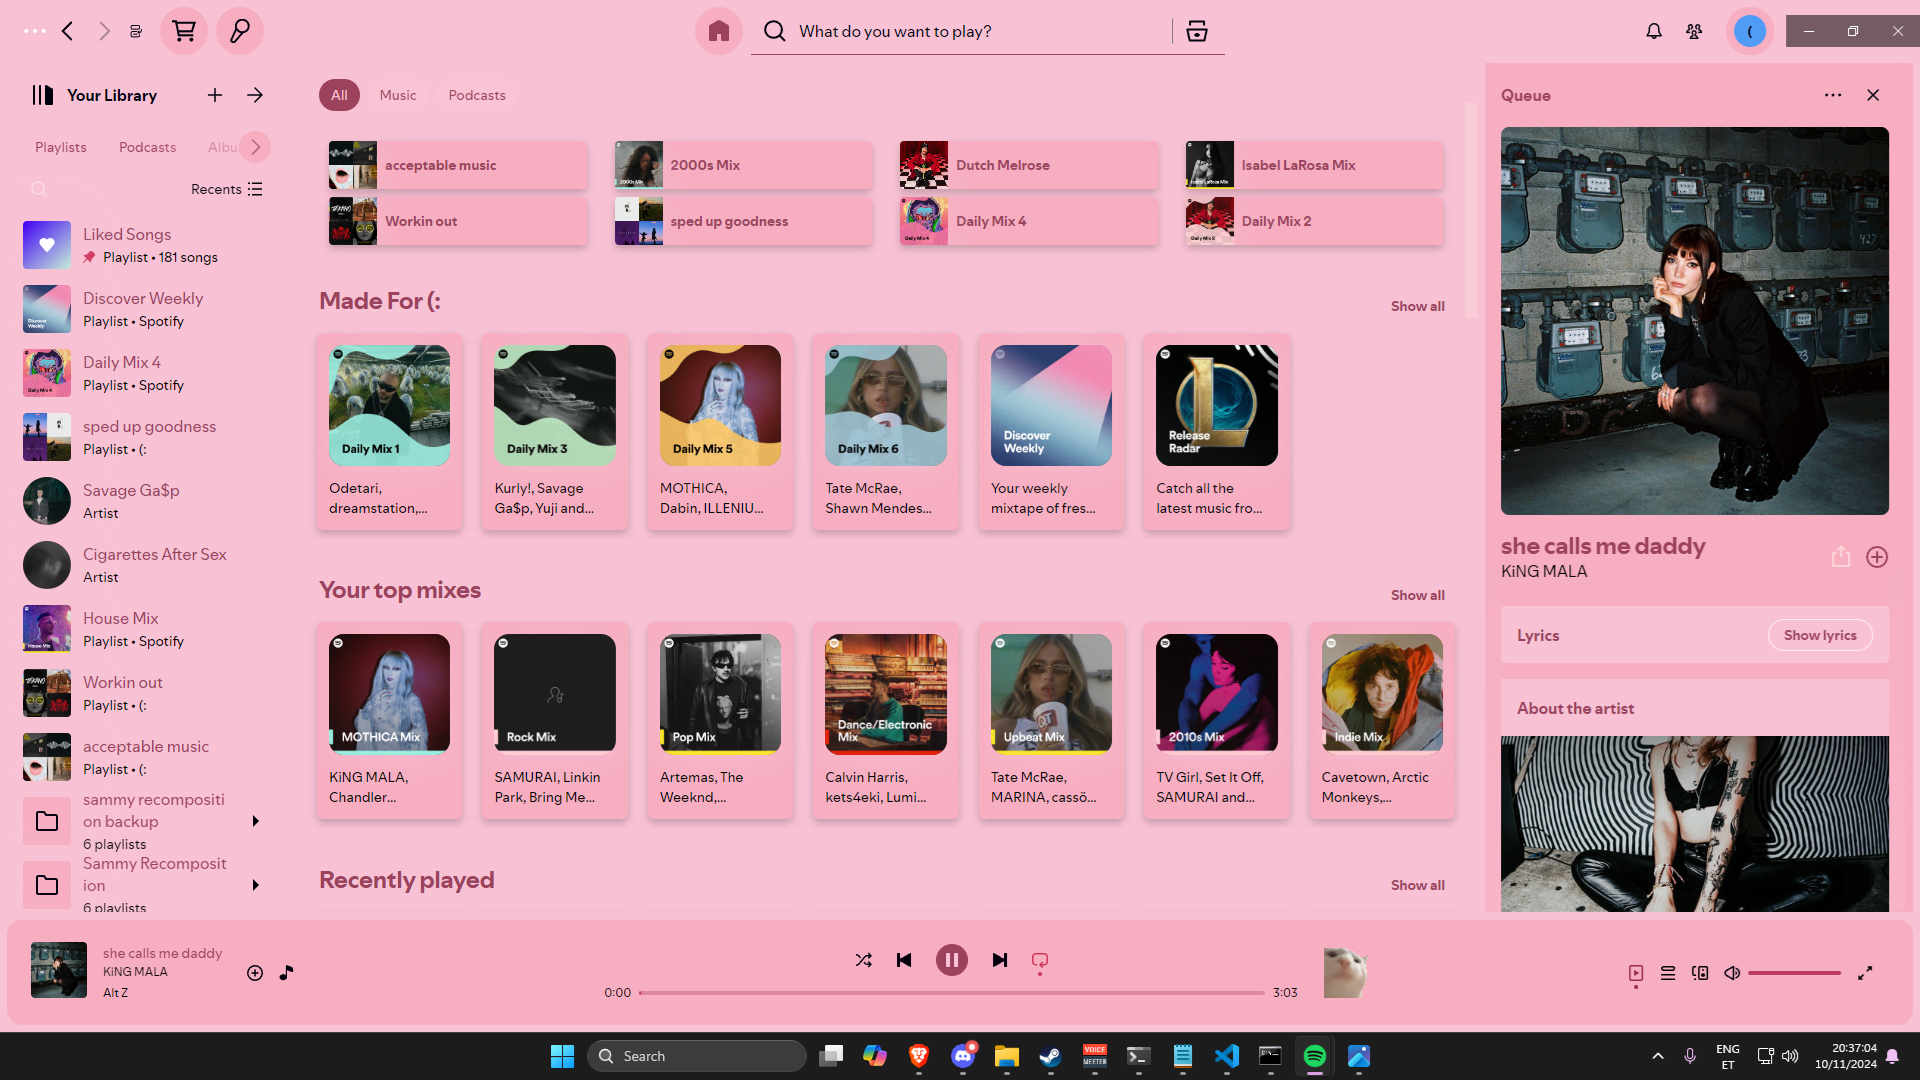 What do you want to play?
(
Your Library
Playlists
Podcasts
Albu
Recents
Liked Songs
Playlist • 181 songs
Discover Weekly
Playlist • Spotify
Daily Mix 4
Playlist • Spotify
sped up goodness
Playlist • (:
Savage Ga$p
Artist
Cigarettes After Sex
Artist
House Mix
Playlist • Spotify
Workin out
Playlist • (:
acceptable music
Playlist • (:
sammy recompositi
on backup
6 playlists
Sammy Recomposit
ion
6 playlists
All
Music
Podcasts
acceptable music
2000s Mix
Dutch Melrose
Isabel LaRosa Mix
Workin out
sped up goodness
Daily Mix 4
Daily Mix 2
Made For (:
Show all
Daily Mix 1
Daily Mix 3
Daily Mix 5
Daily Mix 6
Discover
Weekly
Release
Radar
Odetari,
dreamstation,...
Kurly!, Savage
Ga$p, Yuji and...
MOTHICA,
Dabin, ILLENIU...
Tate McRae,
Shawn Mendes...
Your weekly
mixtape of fres...
Catch all the
latest music fro...
Your top mixes
Show all
MOTHICA Mix
Rock Mix
Pop Mix
Dance/Electronic
Mix
Upbeat Mix
2010s Mix
Indie Mix
KiNG MALA,
Chandler...
SAMURAI, Linkin
Park, Bring Me...
Artemas, The
Weeknd,...
Calvin Harris,
kets4eki, Lumi...
Tate McRae,
MARINA, cassö...
TV Girl, Set It Off,
SAMURAI and...
Cavetown, Arctic
Monkeys,...
Recently played
Show all
Queue
she calls me daddy
KiNG MALA
Lyrics
Show lyrics
About the artist
she calls me daddy
KiNG MALA
Alt Z
0:00
3:03
Search
VOICE
MEETER
ENG
ET
20:37:04
10/11/2024